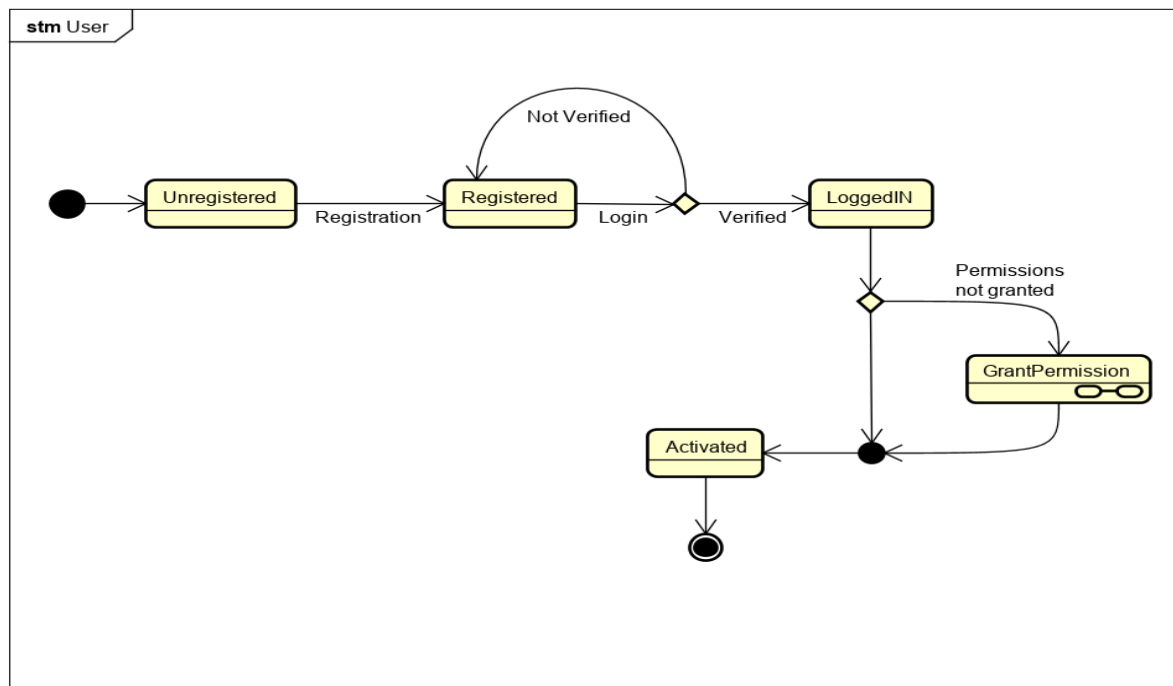 stm User
Not Verified
Unregistered
Registered
LoggedIN
Registration
Login
Verified
Permissions
not granted
GrantPermission
Activated